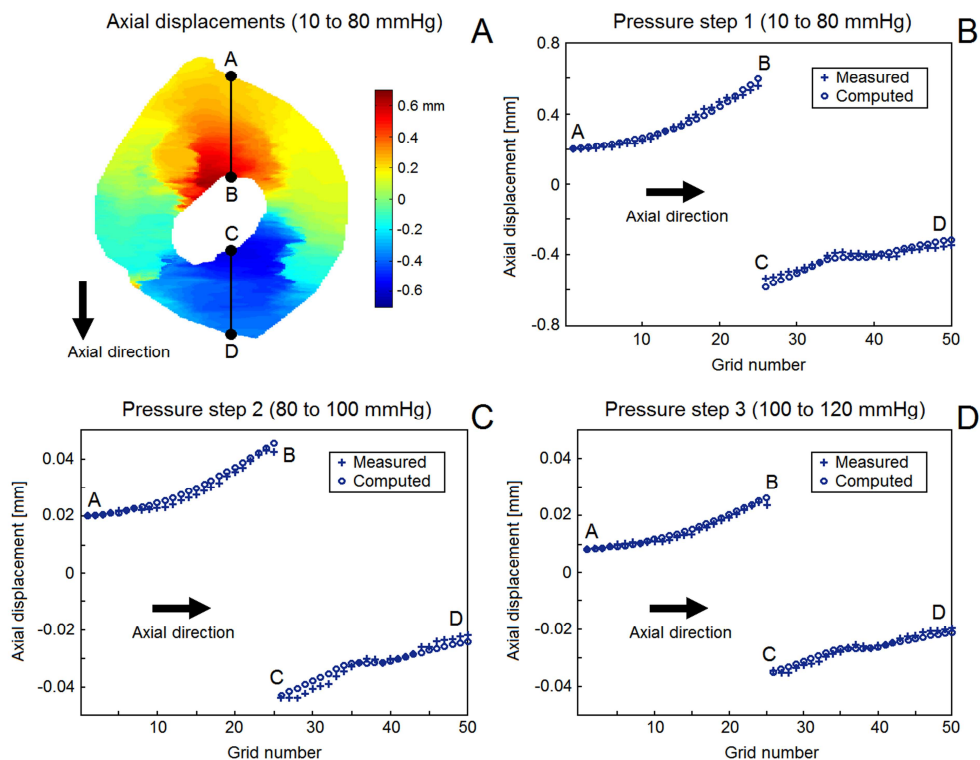 Axial displacements (10 to 80 mmHg)
A
A
B
C
D
0.6 mm
0.4
0.2
0
-0.2
-0.4
-0.6
Axial direction
Pressure step 1 (10 to 80 mmHg)
B
Axial displacement [mm]
0.8
0.4
0
-0.4
-0.8
A
B
C
D
Measured
Computed
Axial direction
10
20
30
40
50
Grid number
Pressure step 2 (80 to 100 mmHg)
C
Axial displacement [mm]
0.04
0.02
0
-0.02
-0.04
A
B
C
D
Measured
Computed
Axial direction
0
10
20
30
40
50
Grid number
Pressure step 3 (100 to 120 mmHg)
D
Axial displacement [mm]
0.04
0.02
0
-0.02
-0.04
A
B
C
D
Measured
Computed
Axial direction
10
20
30
40
50
Grid number